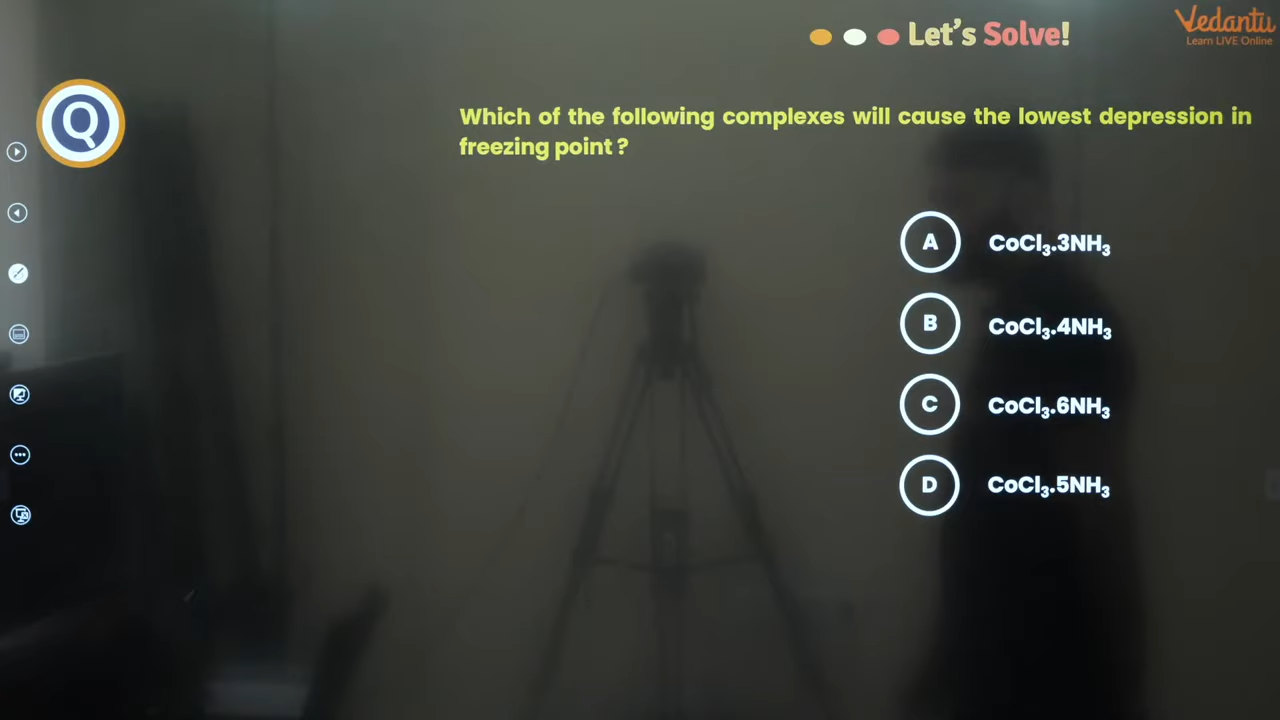 Vedantu
Learn LIVE Online
Let's Solve!
Q
Which of the following complexes will cause the lowest depression in
freezing point ?
A CoCl₃.3NH₃
B CoCl₃.4NH₃
C CoCl₃.6NH₃
D CoCl₃.5NH₃